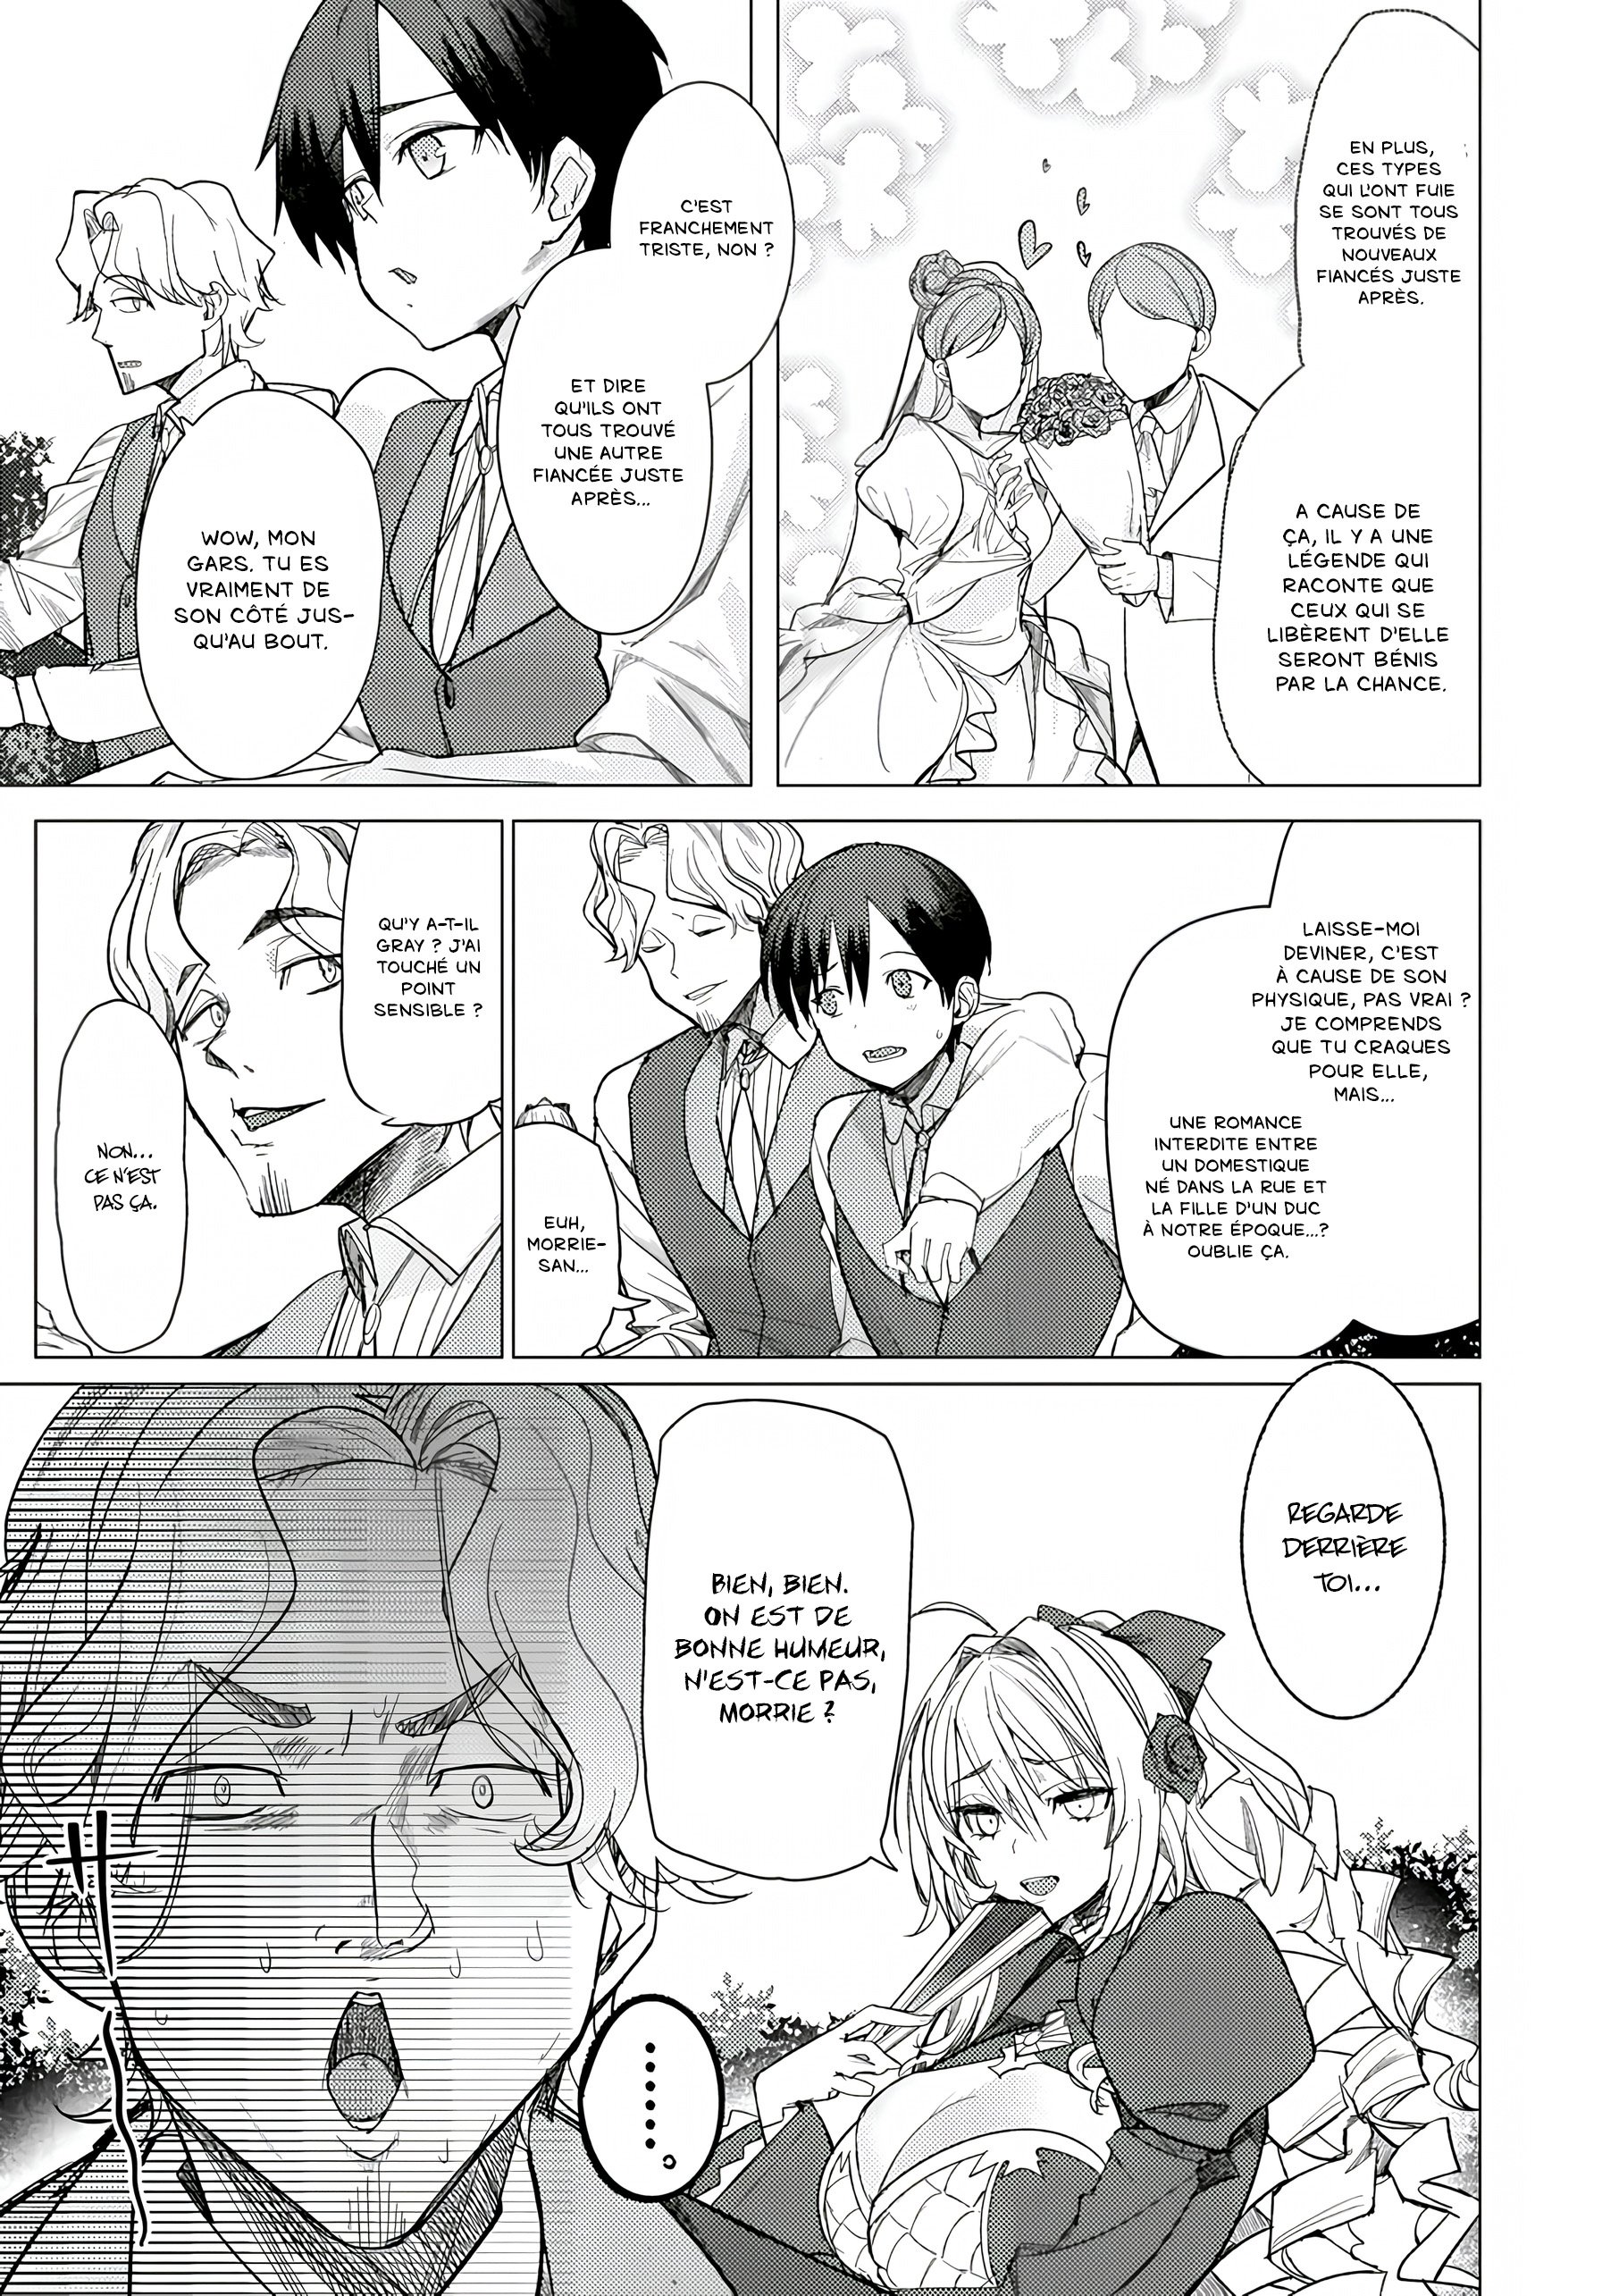 EN PLUS,
CES TYPES
QUI L'ONT FUIE
SE SONT TOUS
TROUVÉS DE
NOUVEAUX
FIANCÉS JUSTE
APRÈS.
A CAUSE DE
ÇA, IL Y A UNE
LÉGENDE QUI
RACONTE QUE
CEUX QUI SE
LIBÈRENT D'ELLE
SERONT BÉNIS
PAR LA CHANCE.
C'EST
FRANCHEMENT
TRISTE, NON ?
ET DIRE
QU'ILS ONT
TOUS TROUVÉ
UNE AUTRE
FIANCÉE JUSTE
APRÈS...
WOW, MON
GARS. TU ES
VRAIMENT DE
SON CÔTÉ JUS-
QU'AU BOUT.
LAISSE-MOI
DEVINER, C'EST
À CAUSE DE SON
PHYSIQUE, PAS VRAI ?
JE COMPRENDS
QUE TU CRAQUES
POUR ELLE,
MAIS...
UNE ROMANCE
INTERDITE ENTRE
UN DOMESTIQUE
NÉ DANS LA RUE ET
LA FILLE D'UN DUC
À NOTRE ÉPOQUE...?
OUBLIE ÇA.
EUH,
MORRIE-
SAN...
QU'Y A-T-IL
GRAY ? J'AI
TOUCHÉ UN
POINT
SENSIBLE ?
NON...
CE N'EST
PAS ÇA.
REGARDE
DERRIÈRE
TOI...
BIEN, BIEN.
ON EST DE
BONNE HUMEUR,
N'EST-CE PAS,
MORRIE ?
......。
サー